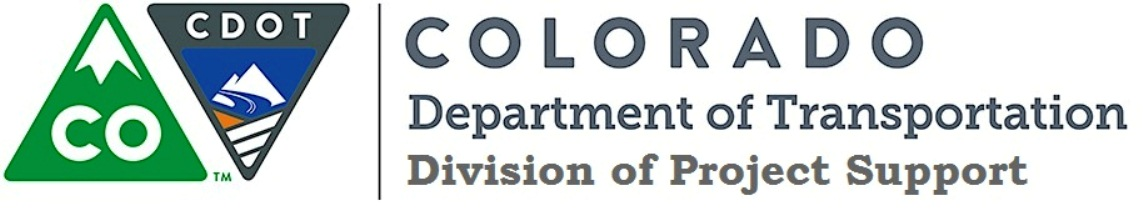 CO
TM
CDOT
COLORADO
Department of Transportation
Division of Project Support